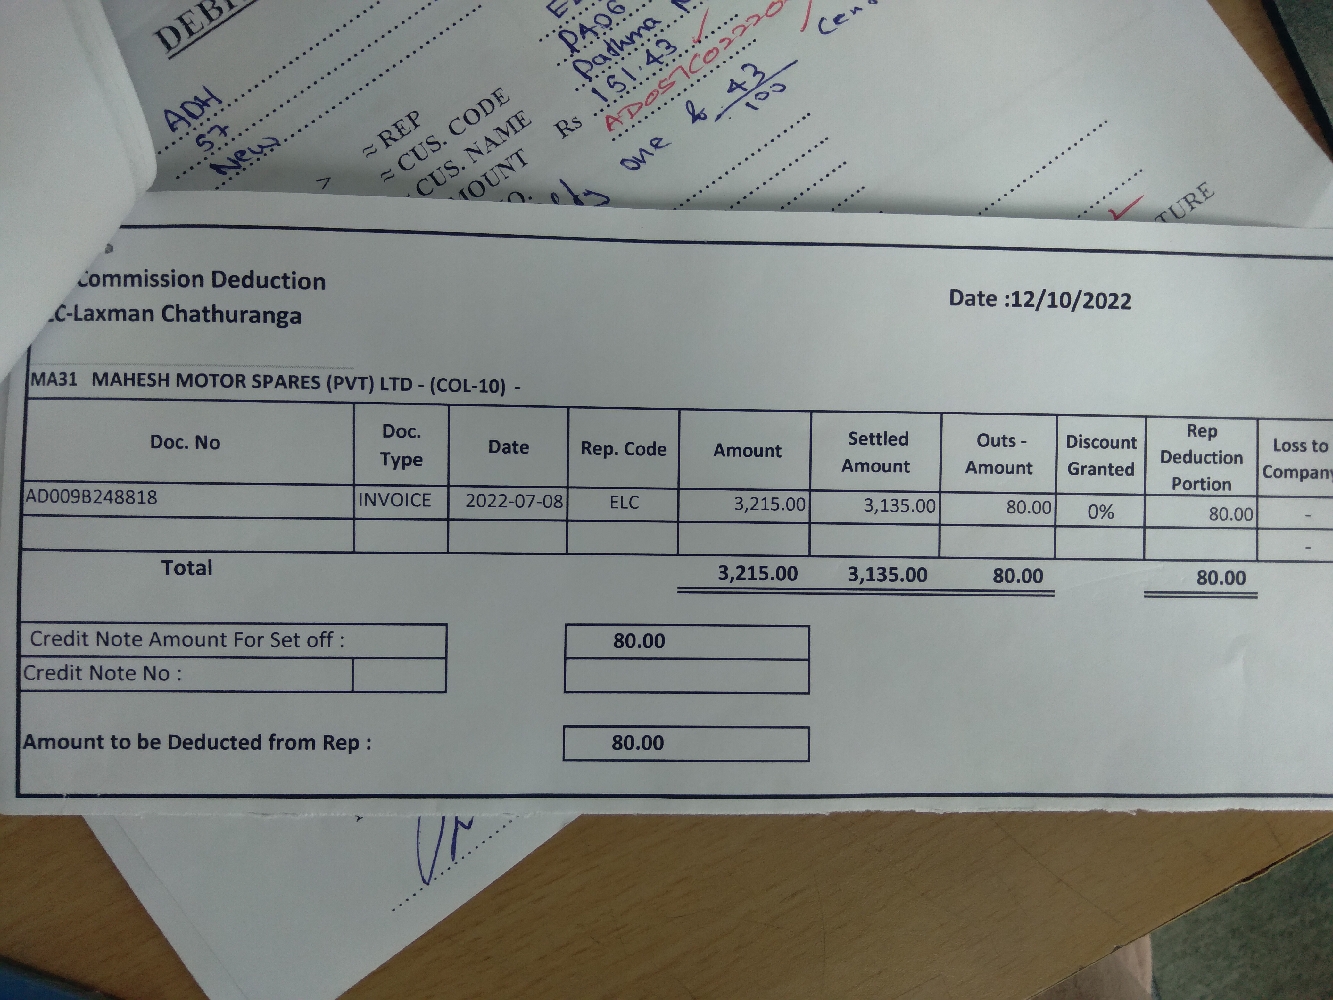 DEBI
ADH
57
New
≈ REP
≈ CUS. CODE
CUS. NAME
MOUNT
O.
PA06
Pathma
Rs 151.43
AD057C02220
one & 43/100
TURE
Commission Deduction
C-Laxman Chathuranga
Date :12/10/2022
MA31 MAHESH MOTOR SPARES (PVT) LTD - (COL-10) -
Doc. No Doc. Type Date Rep. Code Amount Settled Amount Outs - Amount Discount Granted Rep Deduction Portion Loss to Company
AD009B248818 INVOICE 2022-07-08 ELC 3,215.00 3,135.00 80.00 0% 80.00 -
-
Total 3,215.00 3,135.00 80.00 80.00
Credit Note Amount For Set off : 80.00
Credit Note No :
Amount to be Deducted from Rep : 80.00